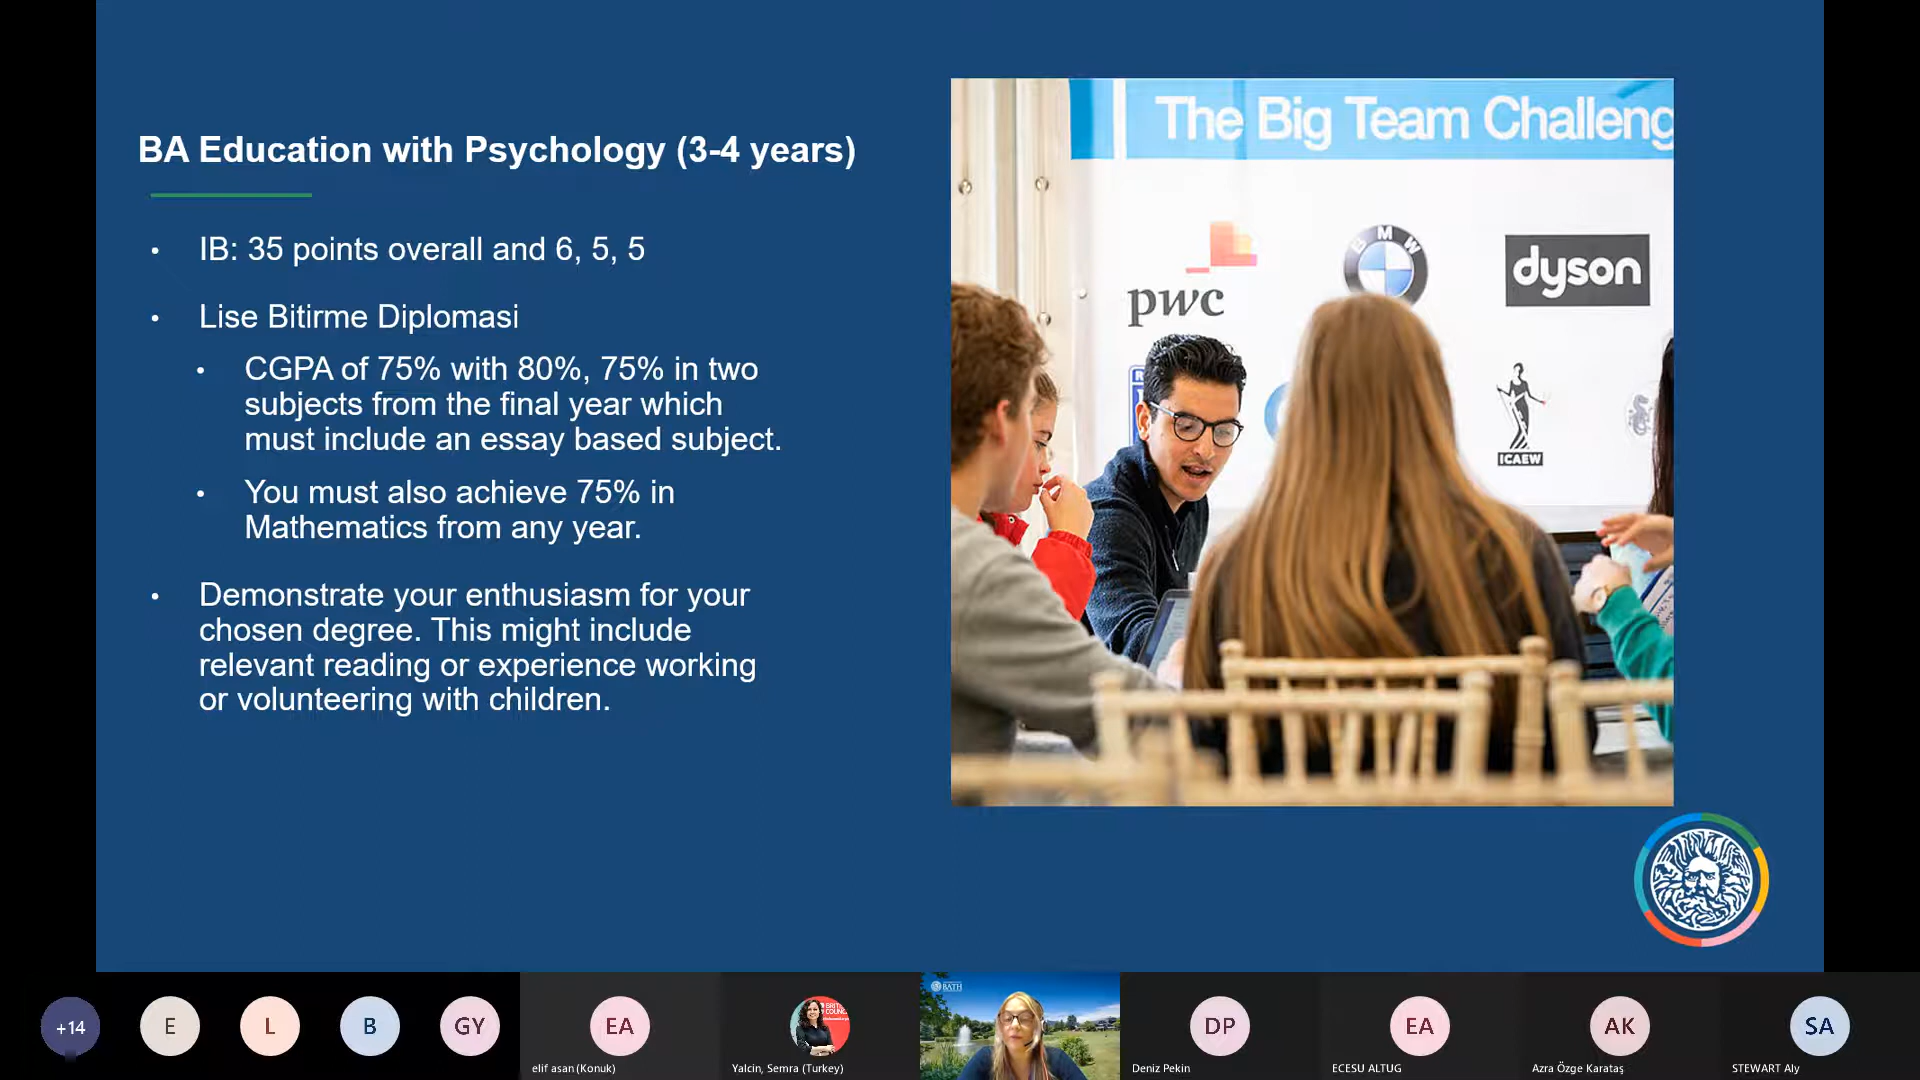 BA Education with Psychology (3-4 years)
• IB: 35 points overall and 6, 5, 5
• Lise Bitirme Diplomasi
• CGPA of 75% with 80%, 75% in two
subjects from the final year which
must include an essay based subject.
• You must also achieve 75% in
Mathematics from any year.
• Demonstrate your enthusiasm for your
chosen degree. This might include
relevant reading or experience working
or volunteering with children.
The Big Team Challeng
pwc
BMW
dyson
ICAEW
+14
E
L
B
GY
EA
elif asan (Konuk)
Yalcin, Semra (Turkey)
BATH
DP
Deniz Pekin
EA
ECESU ALTUG
AK
Azra Özge Karataş
SA
STEWART Aly